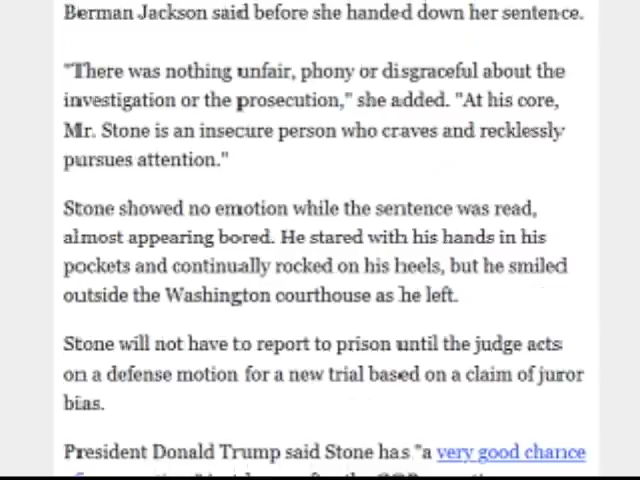 Berman Jackson said before she handed down her sentence.
"There was nothing unfair, phony or disgraceful about the
investigation or the prosecution," she added. "At his core,
Mr. Stone is an insecure person who craves and recklessly
pursues attention."
Stone showed no emotion while the sentence was read,
almost appearing bored. He stared with his hands in his
pockets and continually rocked on his heels, but he smiled
outside the Washington courthouse as he left.
Stone will not have to report to prison until the judge acts
on a defense motion for a new trial based on a claim of juror
bias.
President Donald Trump said Stone has "a very good chance